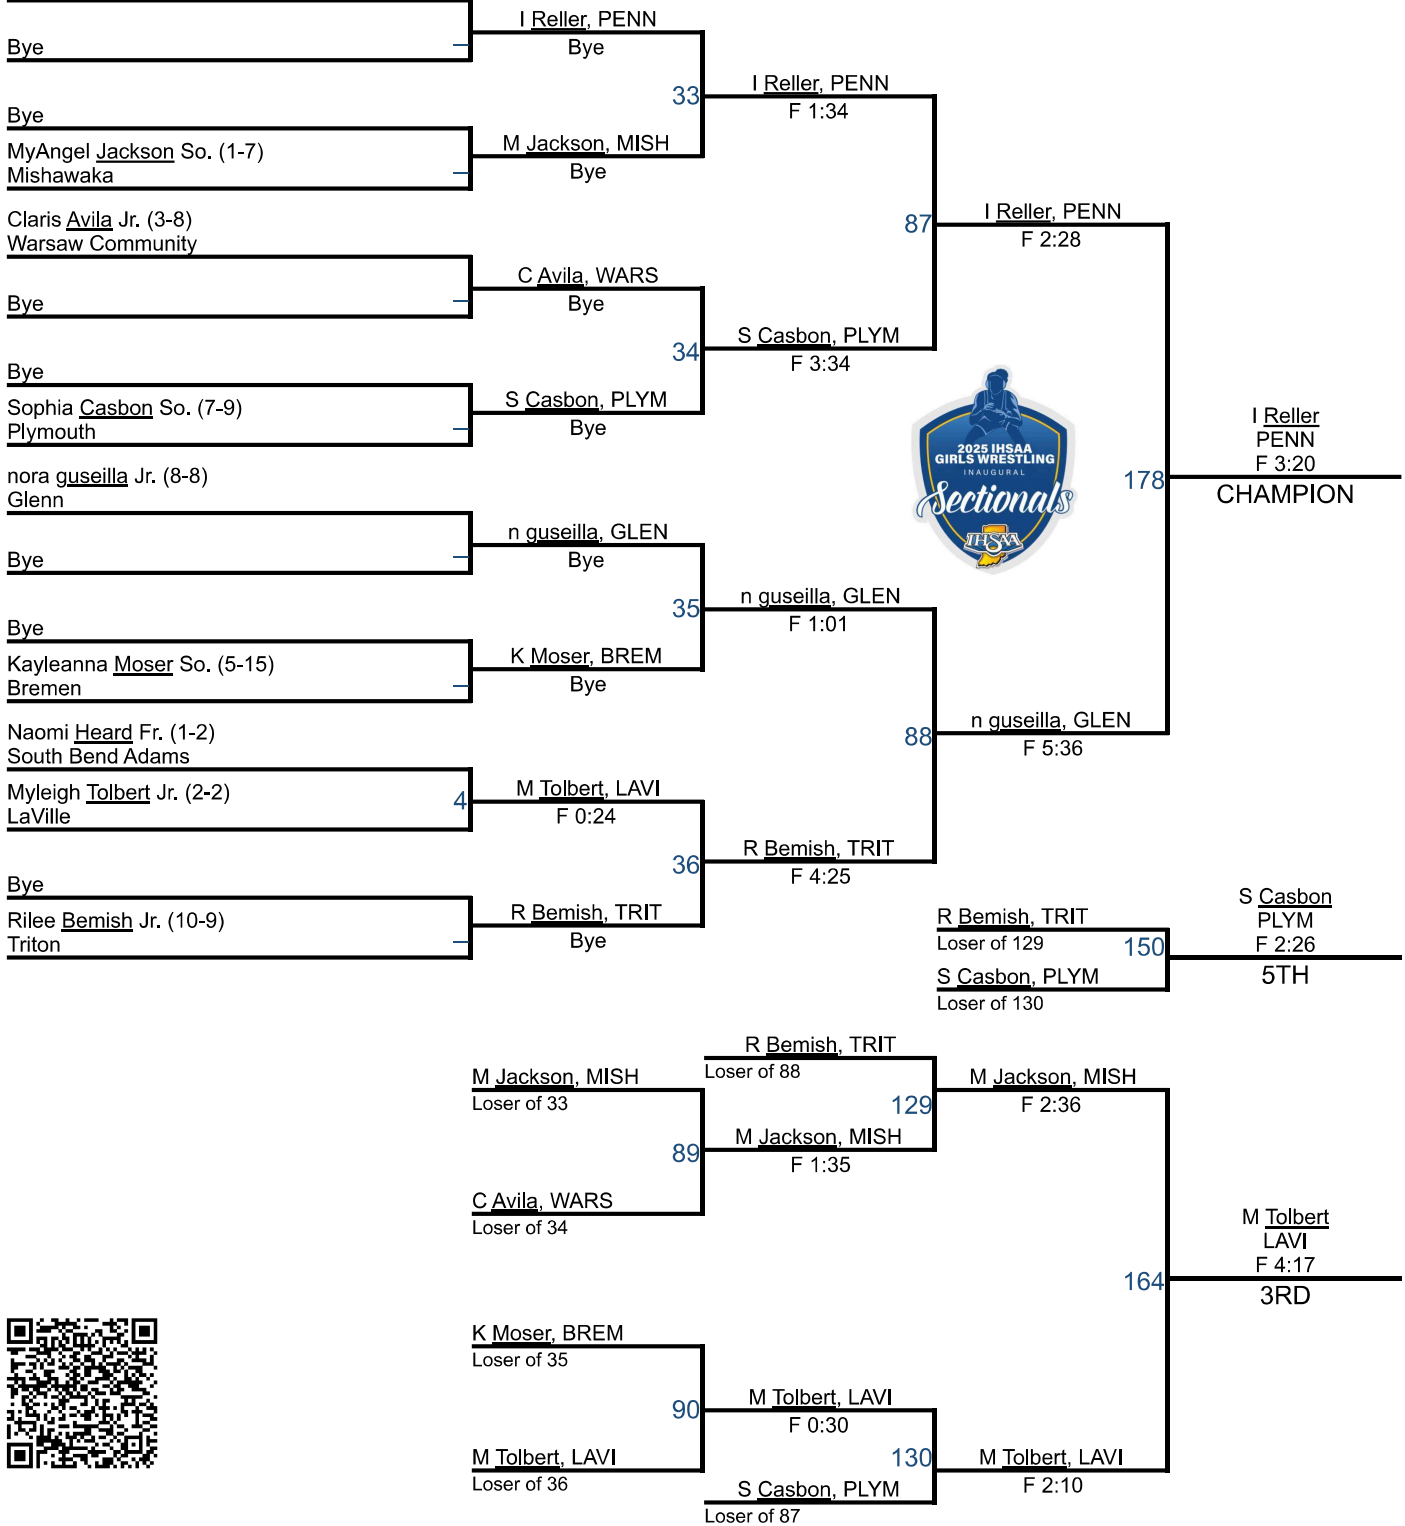 Bye
Bye
MyAngel Jackson So. (1-7)
Mishawaka
Claris Avila Jr. (3-8)
Warsaw Community
Bye
Bye
Sophia Casbon So. (7-9)
Plymouth
nora guseilla Jr. (8-8)
Glenn
Bye
Bye
Kayleanna Moser So. (5-15)
Bremen
Naomi Heard Fr. (1-2)
South Bend Adams
Myleigh Tolbert Jr. (2-2)
LaVille
4
Bye
Rilee Bemish Jr. (10-9)
Triton
I Reller, PENN
Bye
33
M Jackson, MISH
Bye
C Avila, WARS
Bye
34
S Casbon, PLYM
Bye
n guseilla, GLEN
Bye
35
K Moser, BREM
Bye
M Tolbert, LAVI
F 0:24
36
R Bemish, TRIT
Bye
I Reller, PENN
F 1:34
87
S Casbon, PLYM
F 3:34
n guseilla, GLEN
F 1:01
88
R Bemish, TRIT
F 4:25
I Reller, PENN
F 2:28
178
n guseilla, GLEN
F 5:36
2025 IHSAA
GIRLS WRESTLING
INAUGURAL
Sectionals
IHSAA
I Reller
PENN
F 3:20
CHAMPION
R Bemish, TRIT
Loser of 129
150
S Casbon, PLYM
Loser of 130
S Casbon
PLYM
F 2:26
5TH
M Jackson, MISH
Loser of 33
89
C Avila, WARS
Loser of 34
R Bemish, TRIT
Loser of 88
129
M Jackson, MISH
F 1:35
M Jackson, MISH
F 2:36
164
K Moser, BREM
Loser of 35
90
M Tolbert, LAVI
Loser of 36
M Tolbert, LAVI
F 0:30
130
S Casbon, PLYM
Loser of 87
M Tolbert, LAVI
F 2:10
M Tolbert
LAVI
F 4:17
3RD